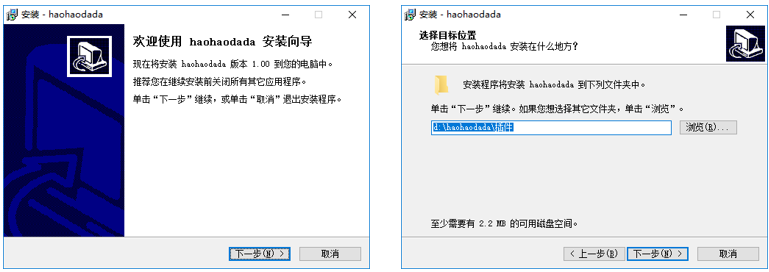 安装 - haohaodada
欢迎使用 haohaodada 安装向导
现在将安装 haohaodada 版本 1.00 到您的电脑中。
推荐您在继续安装前关闭所有其它应用程序。
单击“下一步”继续，或单击“取消”退出安装程序。
下一步(N) >
取消
安装 - haohaodada
选择目标位置
您想将 haohaodada 安装在什么地方?
安装程序将安装 haohaodada 到下列文件夹中。
单击“下一步”继续。如果您想选择其它文件夹，单击“浏览”。
d:\haohaodada\插件
浏览(R)...
至少需要有 2.2 MB 的可用磁盘空间。
< 上一步(B)
下一步(N) >
取消